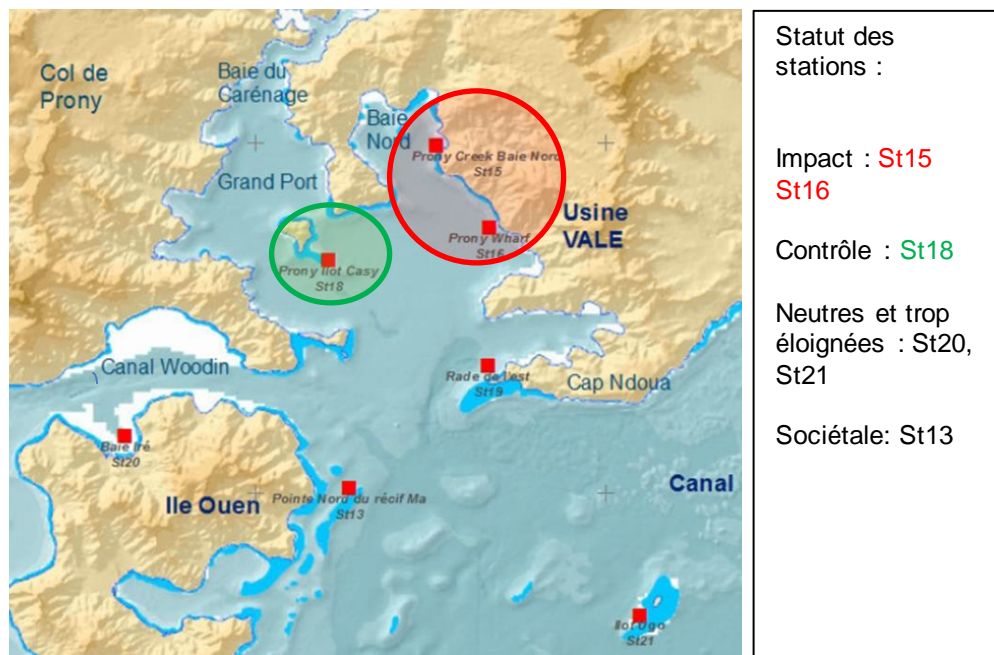 Col de
Prony
Baie du
Carénage
Baie
Nord
Prony Creek Baie Nord
St15
Grand Port
Usine
VALE
Prony Wharf
St16
Prony Ilot Casy
St18
Canal Woodin
Rade de l'est
St19
Cap Ndoua
Baie Iré
St20
Ile Ouen
Pointe Nord du récif Ma
St13
Canal
Ilot Ugo
St21
Statut des
stations :
Impact : St15
St16
Contrôle : St18
Neutres et trop
éloignées : St20,
St21
Sociétale: St13